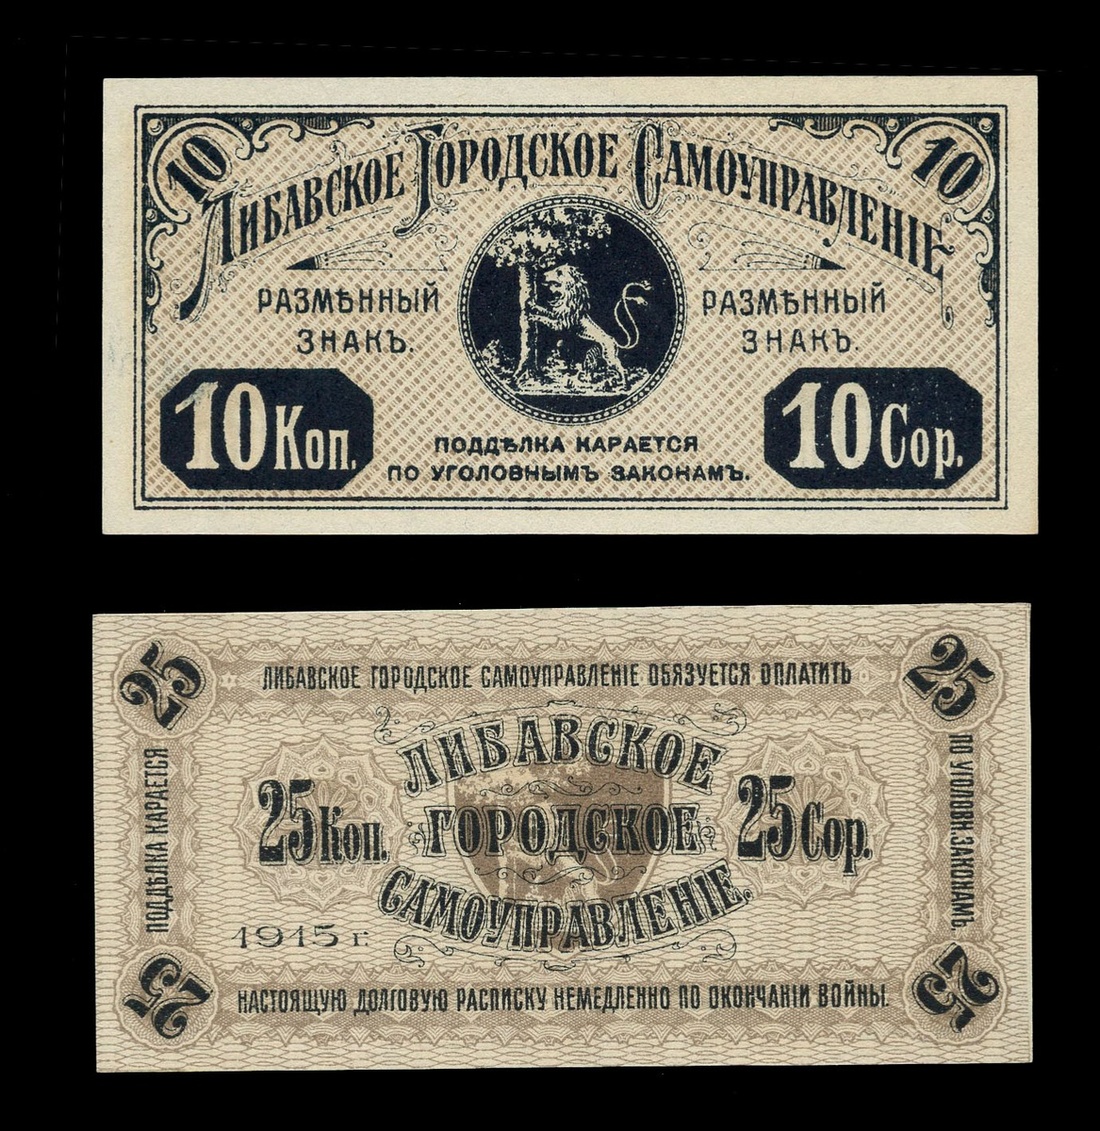 10
10
Либавское Городское Самоуправленіе
РАЗМѢННЫЙ
ЗНАКЪ.
РАЗМѢННЫЙ
ЗНАКЪ.
10 Коп.
10 Сор.
ПОДДѢЛКА КАРАЕТСЯ
ПО УГОЛОВНЫМЪ ЗАКОНАМЪ.
25
25
ЛИБАВСКОЕ ГОРОДСКОЕ САМОУПРАВЛЕНІЕ ОБЯЗУЕТСЯ ОПЛАТИТЬ
ПОДДѢЛКА КАРАЕТСЯ
ПО УГОЛОВН. ЗАКОНАМЪ.
ЛИБАВСКОЕ
ГОРОДСКОЕ
САМОУПРАВЛЕНІЕ.
25 Коп.
25 Сор.
1915 г.
НАСТОЯЩУЮ ДОЛГОВУЮ РАСПИСКУ НЕМЕДЛЕННО ПО ОКОНЧАНІИ ВОЙНЫ.
25
25